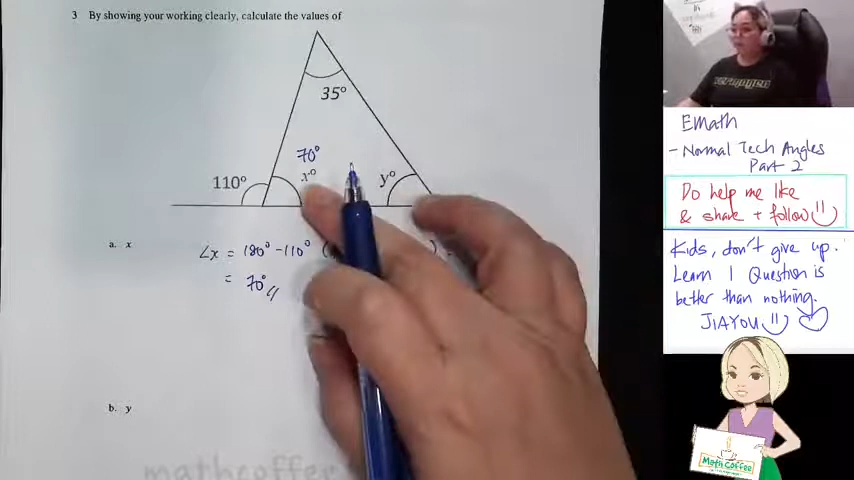 3 By showing your working clearly, calculate the values of
35°
70°
x°
110°
y°
a. x
∠x = 180° - 110° (
= 70°
b. y
mathcoffee
Emath
- Normal Tech Angles
Part 2
Do help me like
& share + follow
Kids, don't give up.
Learn 1 Question is
better than nothing.
JIAYOU
Math Coffee